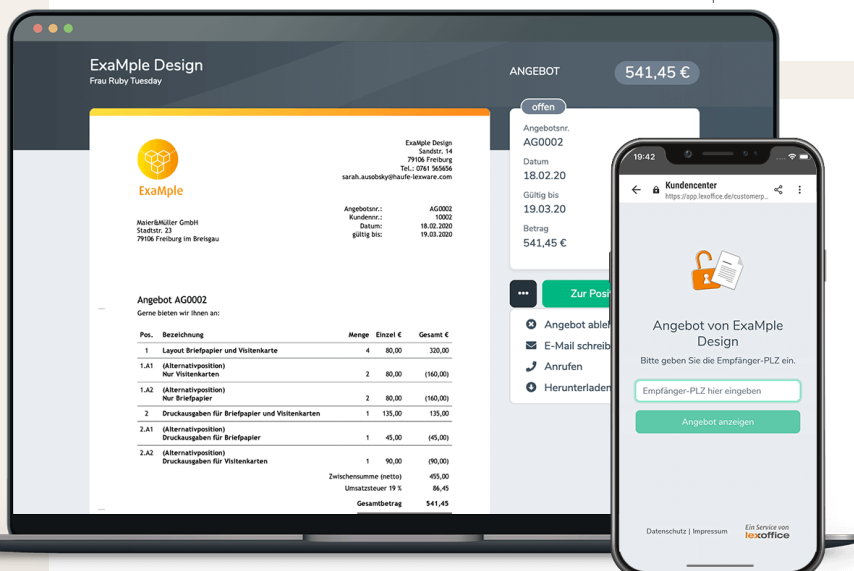 ExaMple Design
Frau Ruby Tuesday
ANGEBOT
541,45 €
ExaMple
ExaMple Design
Sandstr. 14
79106 Freiburg
Tel.: 0761 565656
sarah.ausobsky@haufe-lexware.com
Maier&Müller GmbH
Stadtstr. 23
79106 Freiburg im Breisgau
Angebotsnr.: AG0002
Kundennr.: 10002
Datum: 18.02.2020
gültig bis: 19.03.2020
Angebot AG0002
Gerne bieten wir Ihnen an:
Pos. Bezeichnung Menge Einzel € Gesamt €
1 Layout Briefpapier und Visitenkarte 4 80,00 320,00
1.A1 (Alternativposition)
Nur Visitenkarten 2 80,00 (160,00)
1.A2 (Alternativposition)
Nur Briefpapier 2 80,00 (160,00)
2 Druckausgaben für Briefpapier und Visitenkarten 1 135,00 135,00
2.A1 (Alternativposition)
Druckausgaben für Briefpapier 1 45,00 (45,00)
2.A2 (Alternativposition)
Druckausgaben für Visitenkarten 1 90,00 (90,00)
Zwischensumme (netto) 455,00
Umsatzsteuer 19 % 86,45
Gesamtbetrag 541,45
offen
Angebotsnr.
AG0002
Datum
18.02.20
Gültig bis
19.03.20
Betrag
541,45 €
Zur Posi
Angebot able
E-Mail schreib
Anrufen
Herunterladen
19:42
Kundencenter
https://app.lexoffice.de/customerp...
Angebot von ExaMple
Design
Bitte geben Sie die Empfänger-PLZ ein.
Empfänger-PLZ hier eingeben
Angebot anzeigen
Datenschutz | Impressum
Ein Service von
lexoffice